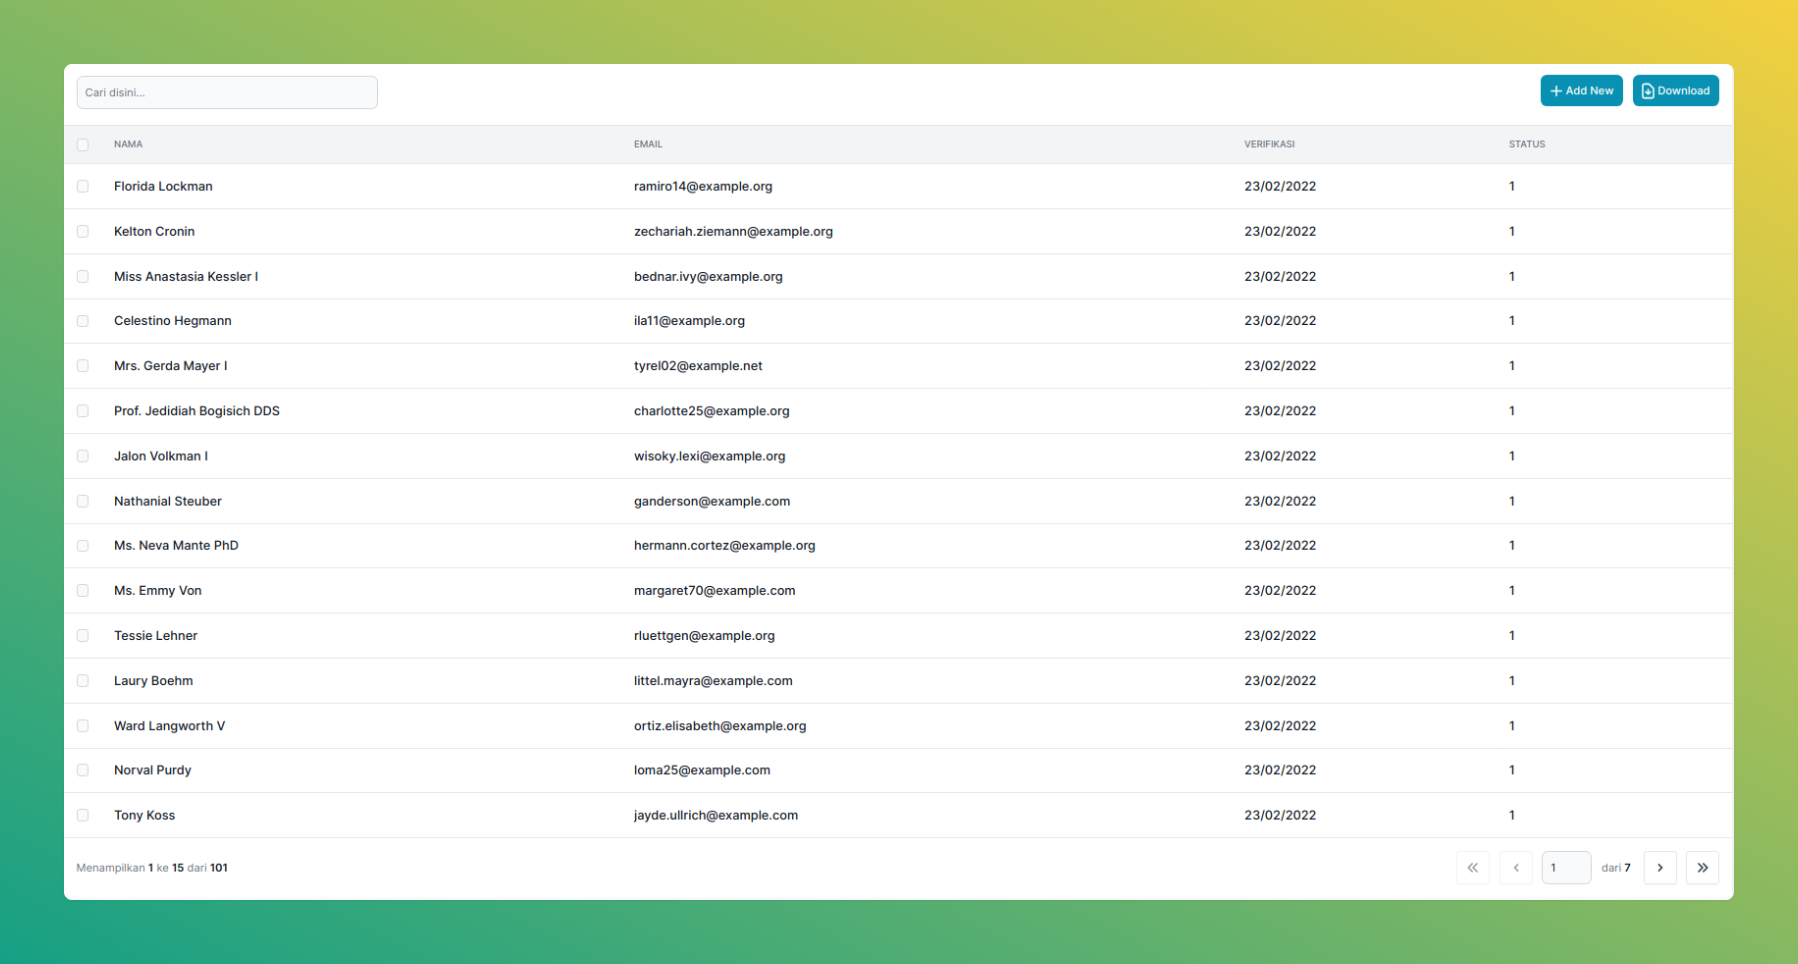 Cari disini...
Add New
Download
NAMA EMAIL VERIFIKASI STATUS
Florida Lockman ramiro14@example.org 23/02/2022 1
Kelton Cronin zechariah.ziemann@example.org 23/02/2022 1
Miss Anastasia Kessler I bednar.ivy@example.org 23/02/2022 1
Celestino Hegmann ila11@example.org 23/02/2022 1
Mrs. Gerda Mayer I tyrel02@example.net 23/02/2022 1
Prof. Jedidiah Bogisich DDS charlotte25@example.org 23/02/2022 1
Jalon Volkman I wisoky.lexi@example.org 23/02/2022 1
Nathanial Steuber ganderson@example.com 23/02/2022 1
Ms. Neva Mante PhD hermann.cortez@example.org 23/02/2022 1
Ms. Emmy Von margaret70@example.com 23/02/2022 1
Tessie Lehner rluettgen@example.org 23/02/2022 1
Laury Boehm littel.mayra@example.com 23/02/2022 1
Ward Langworth V ortiz.elisabeth@example.org 23/02/2022 1
Norval Purdy loma25@example.com 23/02/2022 1
Tony Koss jayde.ullrich@example.com 23/02/2022 1
Menampilkan 1 ke 15 dari 101
1 dari 7